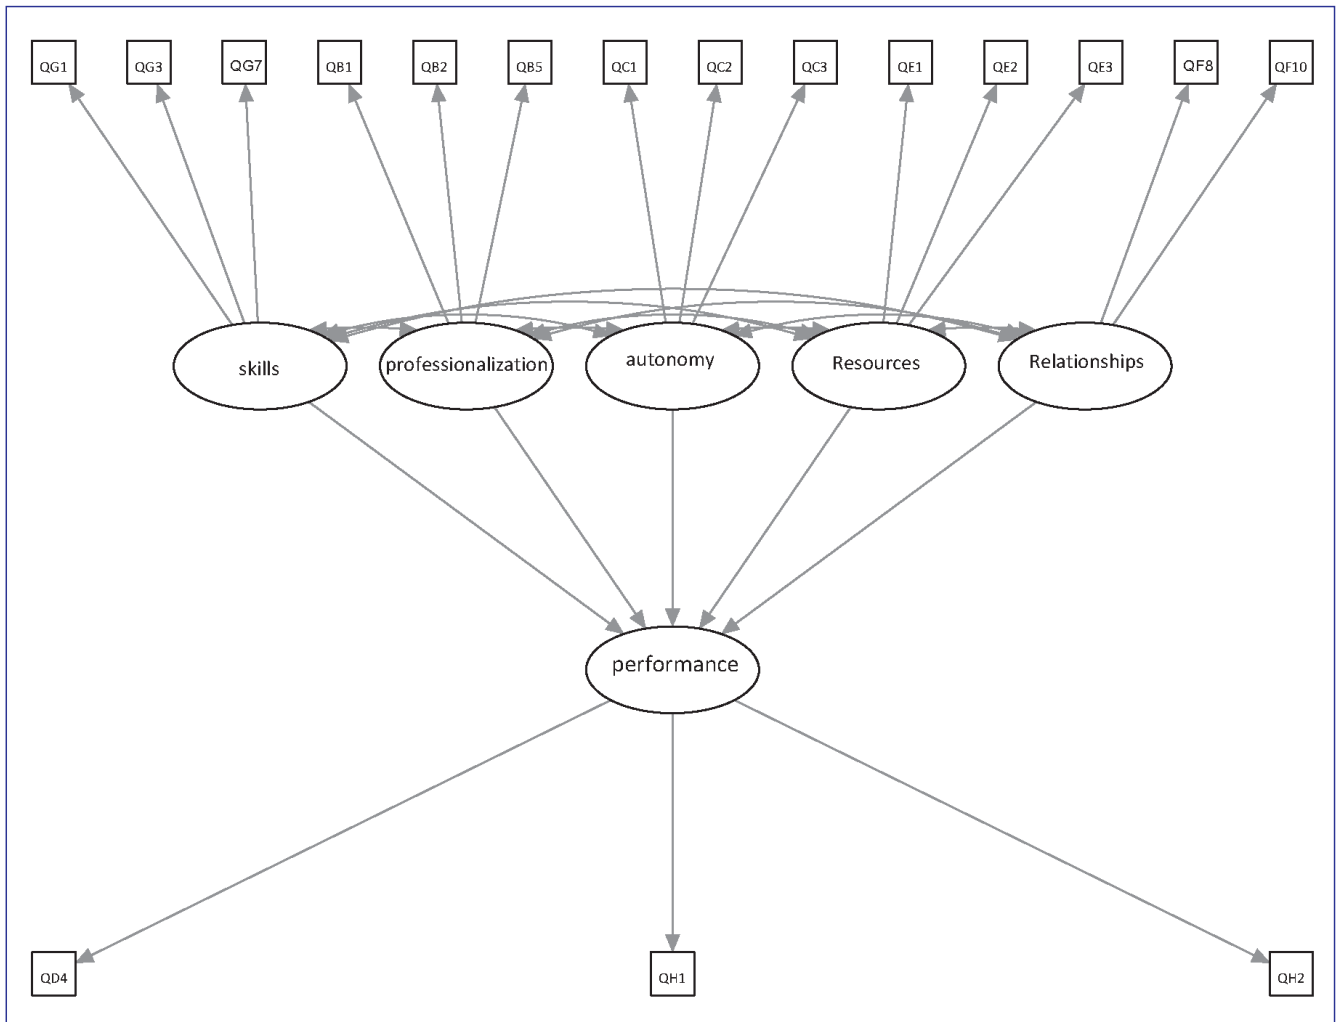 QG1 QG3 QG7 QB1 QB2 QB5 QC1 QC2 QC3 QE1 QE2 QE3 QF8 QF10
skills professionalization autonomy Resources Relationships
performance
QD4 QH1 QH2